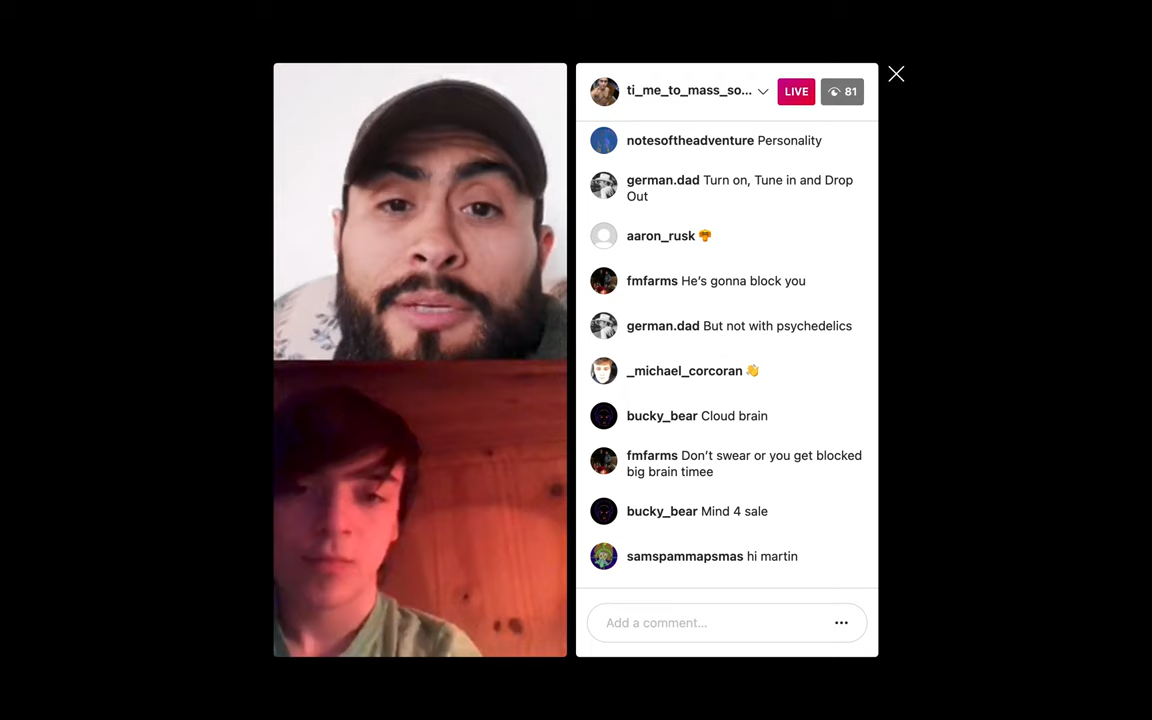 ti_me_to_mass_so...
LIVE
81
notesoftheadventure Personality
german.dad Turn on, Tune in and Drop
Out
aaron_rusk
fmfarms He's gonna block you
german.dad But not with psychedelics
_michael_corcoran
bucky_bear Cloud brain
fmfarms Don't swear or you get blocked
big brain timee
bucky_bear Mind 4 sale
samspammapsmas hi martin
Add a comment...